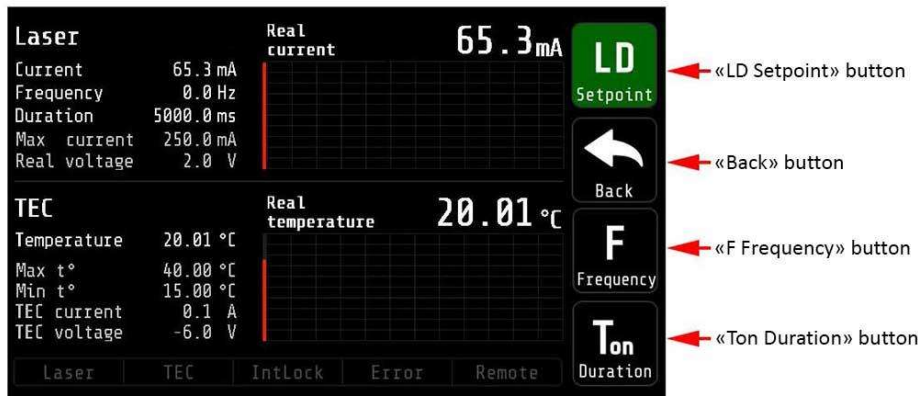 Laser
Current 65.3 mA
Frequency 0.0 Hz
Duration 5000.0 ms
Max current 250.0 mA
Real voltage 2.0 V
Real current 65.3 mA
TEC
Temperature 20.01 °C
Max t° 40.00 °C
Min t° 15.00 °C
TEC current 0.1 A
TEC voltage -6.0 V
Real temperature 20.01 °C
Laser TEC IntLock Error Remote
LD
Setpoint
Back
F
Frequency
Ton
Duration
«LD Setpoint» button
«Back» button
«F Frequency» button
«Ton Duration» button